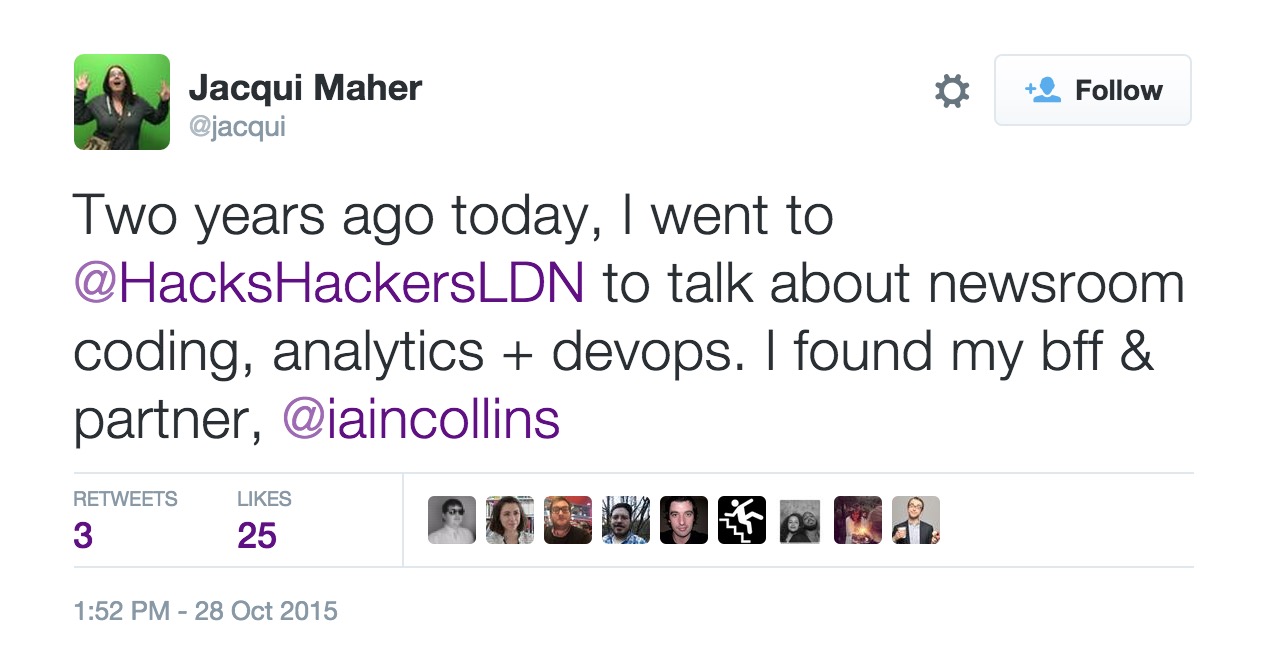 Jacqui Maher
@jacqui
Follow
Two years ago today, I went to
@HacksHackersLDN to talk about newsroom
coding, analytics + devops. I found my bff &
partner, @iaincollins
RETWEETS LIKES
3 25
1:52 PM - 28 Oct 2015